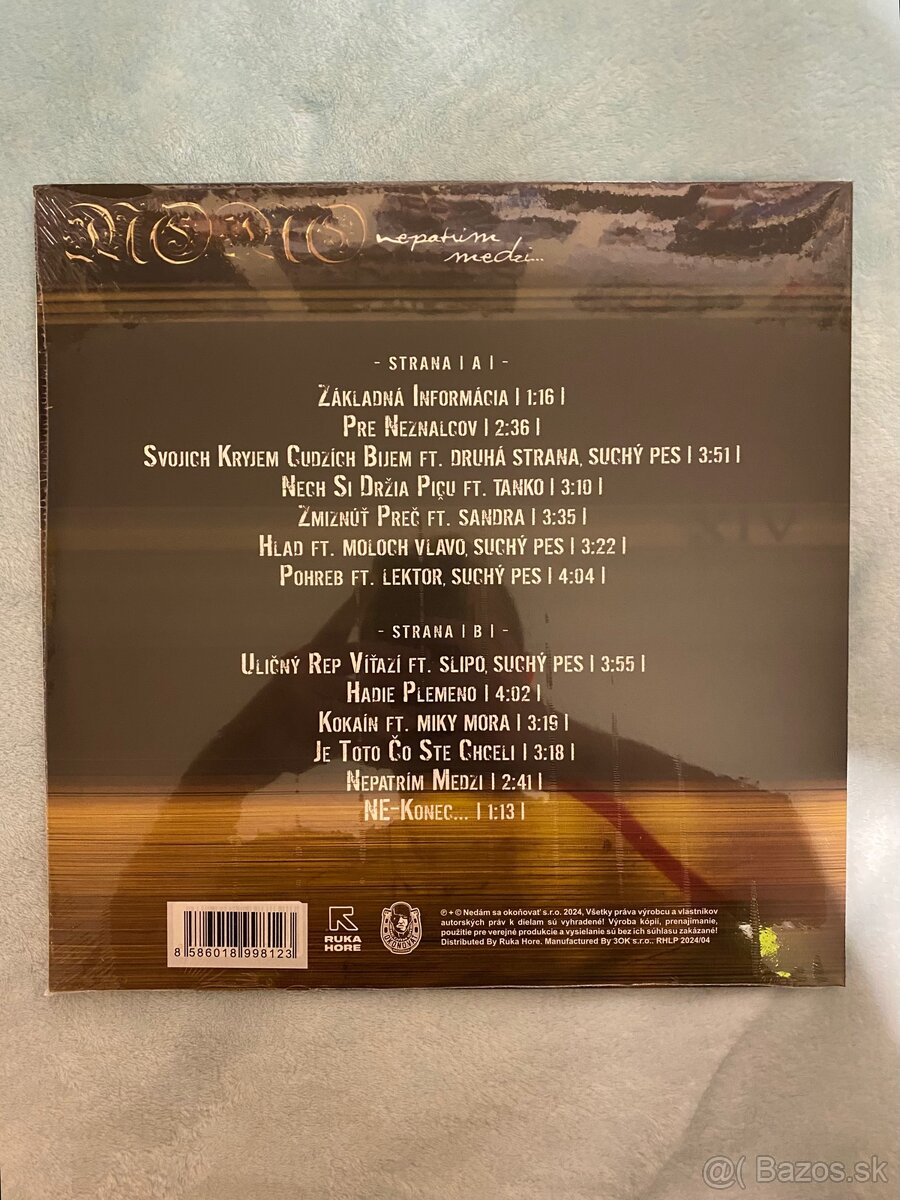 MONO nepatrím
medzi...
- STRANA | A | -
Základná Informácia | 1:16 |
Pre Neznalcov | 2:36 |
Svojich Kryjem Cudzích Bijem ft. DRUHÁ STRANA, SUCHÝ PES | 3:51 |
Nech Si Držia Piču ft. TANKO | 3:10 |
Zmiznúť Preč ft. SANDRA | 3:35 |
Hlad ft. MOLOCH VLAVO, SUCHÝ PES | 3:22 |
Pohreb ft. LEKTOR, SUCHÝ PES | 4:04 |
- STRANA | B | -
Uličný Rep Víťazí ft. SLIPO, SUCHÝ PES | 3:55 |
Hadie Plemeno | 4:02 |
Kokaín ft. MIKY MORA | 3:19 |
Je Toto Čo Ste Chceli | 3:18 |
Nepatrím Medzi | 2:41 |
NE-Konec... | 1:13 |
8 586018 998123
RUKA
HORE
℗ + © Nedám sa okoňovať s.r.o. 2024, Všetky práva výrobcu a vlastníkov
autorských práv k dielam sú vyhradené! Výroba kópií, prenajímanie,
použitie pre verejné produkcie a vysielanie sú bez ich súhlasu zakázané!
Distributed By Ruka Hore. Manufactured By 3OK s.r.o.. RHLP 2024/04
@( Bazos.sk